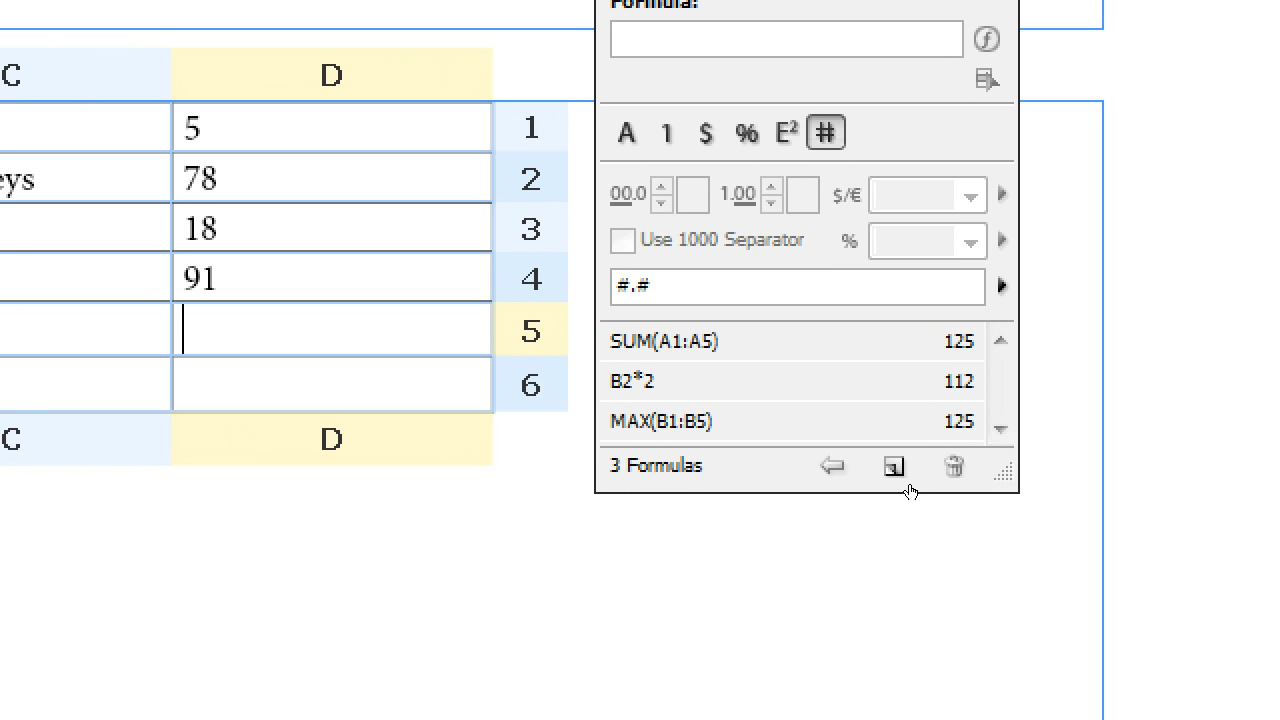 Formula:
C D
5 1
eys 78 2
18 3
91 4
5
6
C D
A 1 $ % E² #
00.0 1.00 $/€
Use 1000 Separator %
#.#
SUM(A1:A5) 125
B2*2 112
MAX(B1:B5) 125
3 Formulas